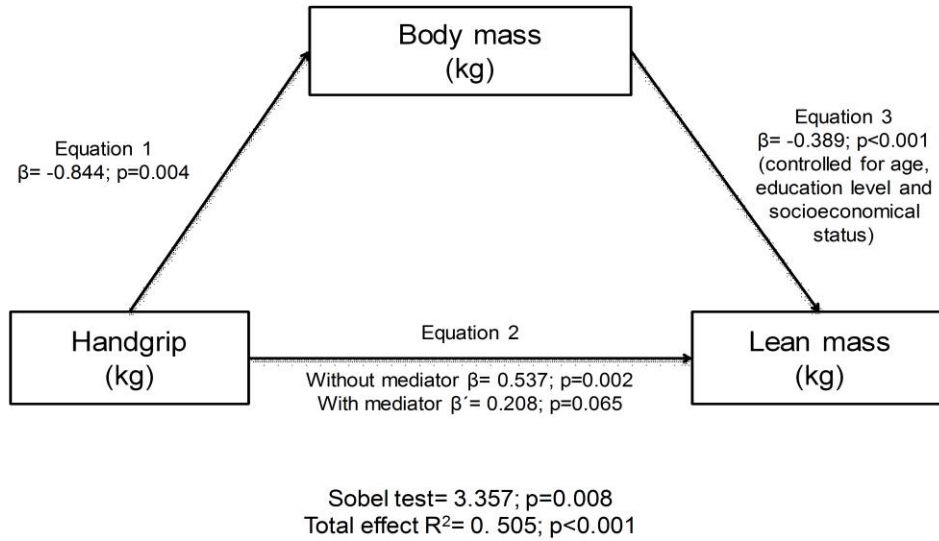 Body mass
(kg)
Equation 1
β= -0.844; p=0.004
Equation 3
β= -0.389; p<0.001
(controlled for age,
education level and
socioeconomical
status)
Handgrip
(kg)
Equation 2
Without mediator β= 0.537; p=0.002
With mediator β´= 0.208; p=0.065
Lean mass
(kg)
Sobel test= 3.357; p=0.008
Total effect R²= 0. 505; p<0.001